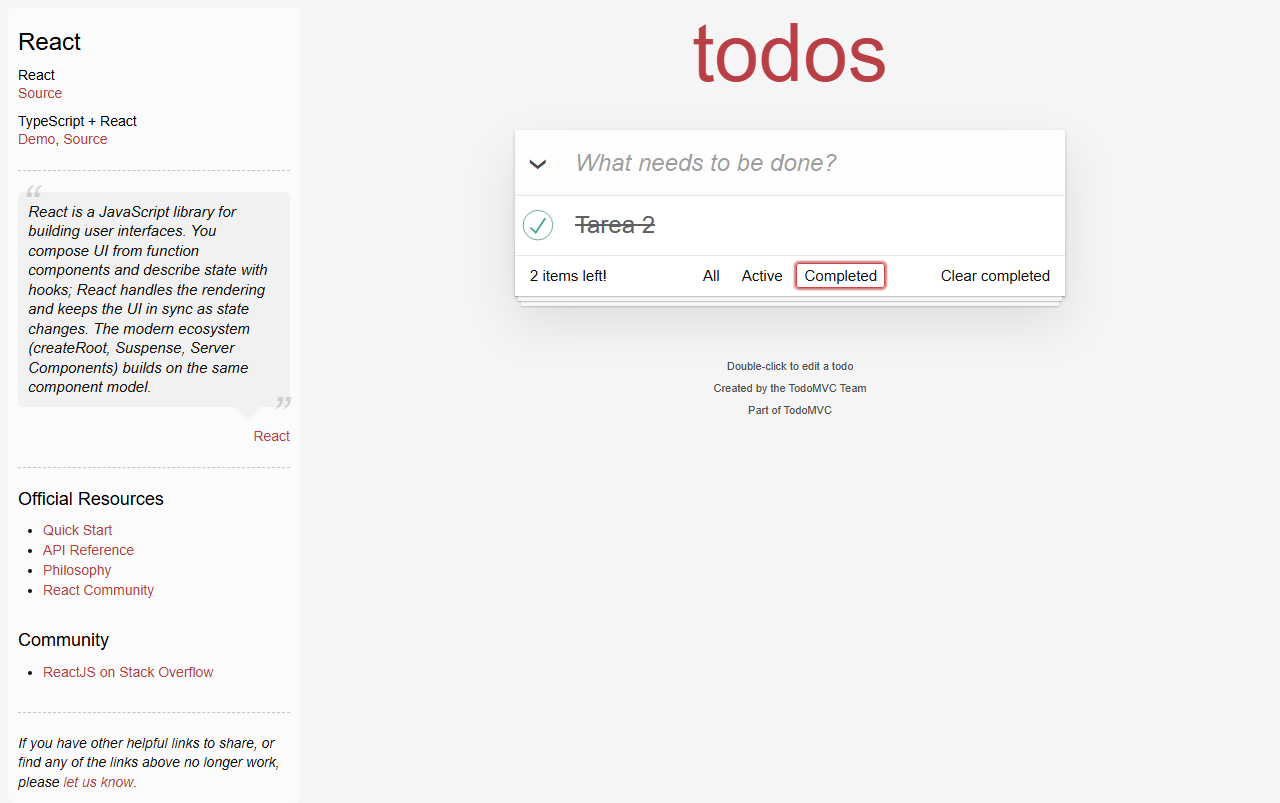 React
React
Source
TypeScript + React
Demo, Source
“
React is a JavaScript library for
building user interfaces. You
compose UI from function
components and describe state with
hooks; React handles the rendering
and keeps the UI in sync as state
changes. The modern ecosystem
(createRoot, Suspense, Server
Components) builds on the same
component model.
”
React
Official Resources
• Quick Start
• API Reference
• Philosophy
• React Community
Community
• ReactJS on Stack Overflow
If you have other helpful links to share, or
find any of the links above no longer work,
please let us know.
todos
What needs to be done?
Tarea 2
2 items left! All Active Completed Clear completed
Double-click to edit a todo
Created by the TodoMVC Team
Part of TodoMVC